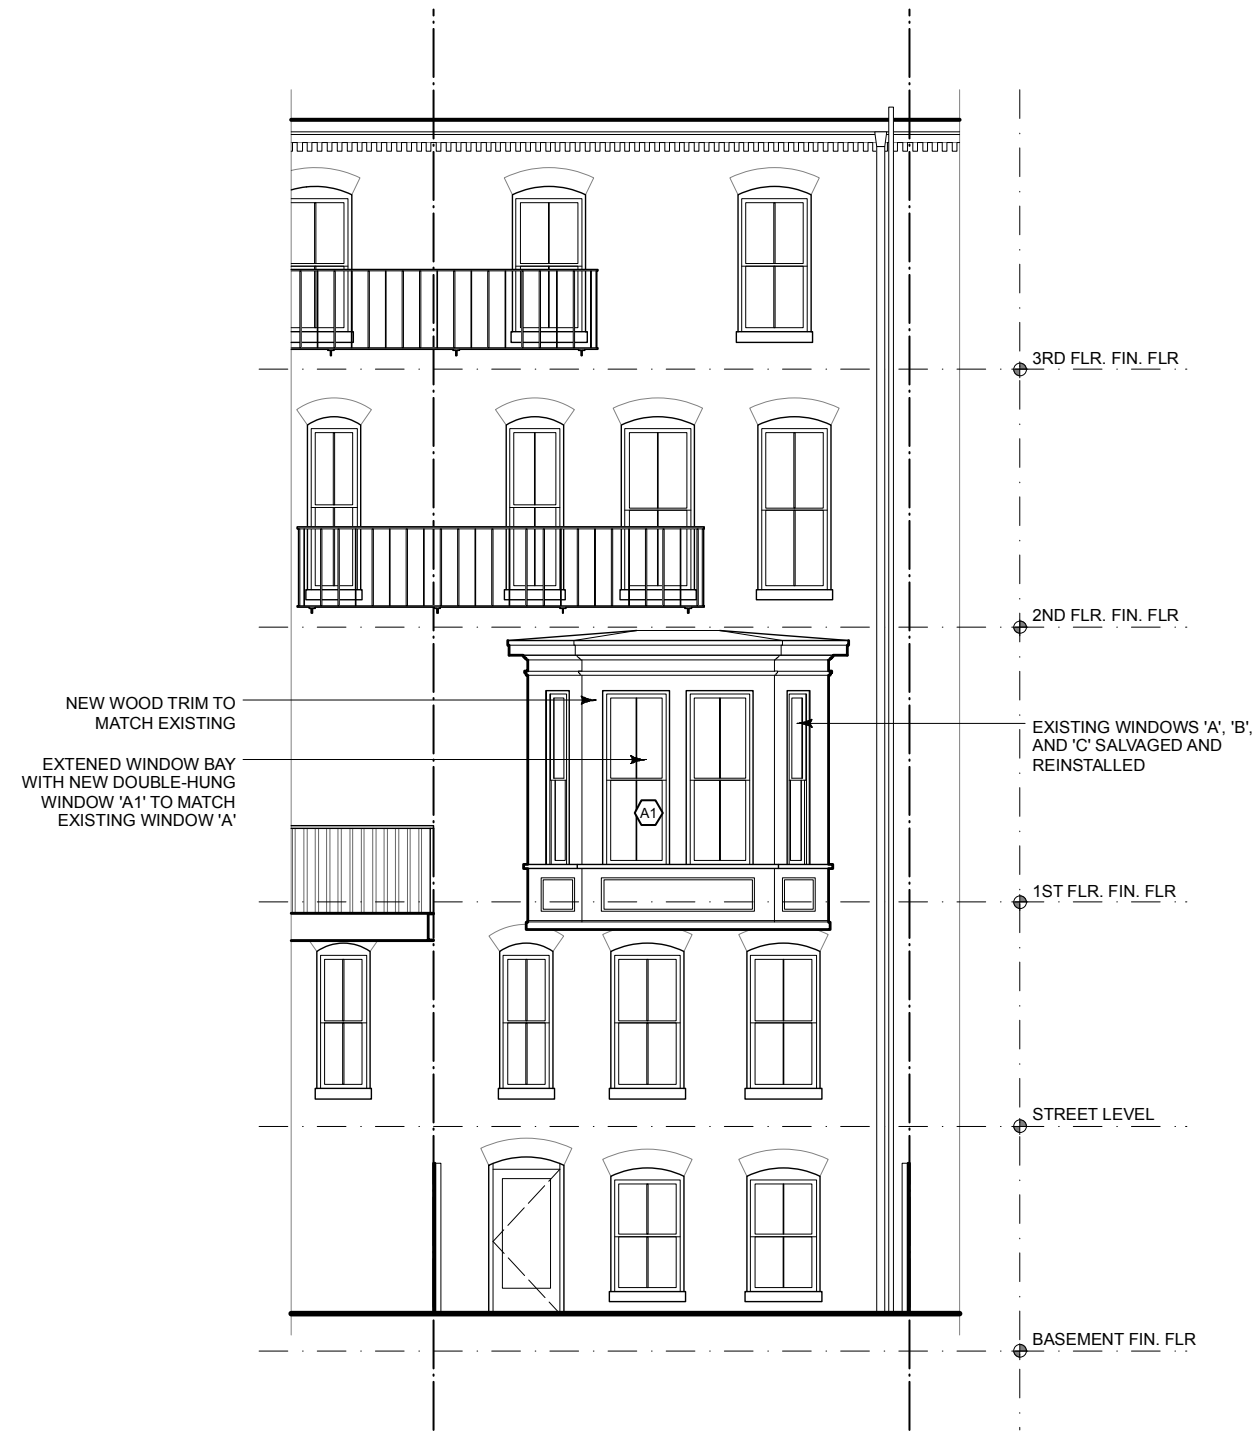 3RD FLR. FIN. FLR
2ND FLR. FIN. FLR
NEW WOOD TRIM TO
MATCH EXISTING
EXTENED WINDOW BAY
WITH NEW DOUBLE-HUNG
WINDOW 'A1' TO MATCH
EXISTING WINDOW 'A'
A1
EXISTING WINDOWS 'A', 'B',
AND 'C' SALVAGED AND
REINSTALLED
1ST FLR. FIN. FLR
STREET LEVEL
BASEMENT FIN. FLR